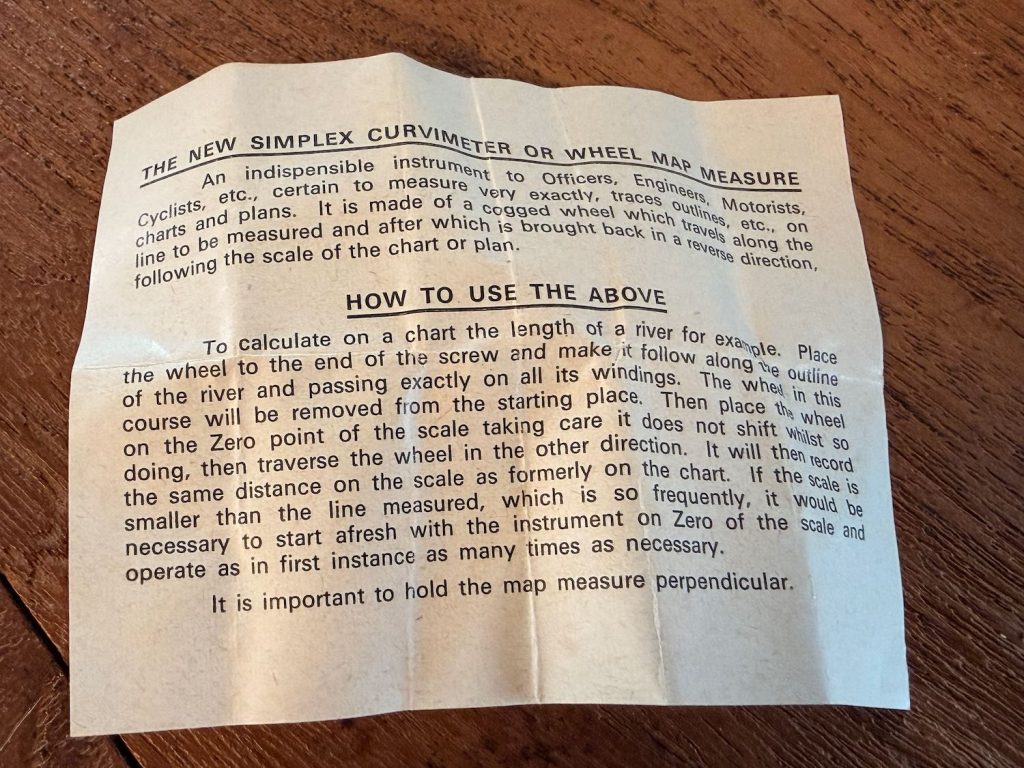 THE NEW SIMPLEX CURVIMETER OR WHEEL MAP MEASURE
An indispensible instrument to Officers, Engineers, Motorists,
Cyclists, etc., certain to measure very exactly, traces outlines, etc., on
charts and plans. It is made of a cogged wheel which travels along the
line to be measured and after which is brought back in a reverse direction,
following the scale of the chart or plan.
HOW TO USE THE ABOVE
To calculate on a chart the length of a river for example. Place
the wheel to the end of the screw and make it follow along the outline
of the river and passing exactly on all its windings. The wheel in this
course will be removed from the starting place. Then place the wheel
on the Zero point of the scale taking care it does not shift whilst so
doing, then traverse the wheel in the other direction. It will then record
the same distance on the scale as formerly on the chart. If the scale is
smaller than the line measured, which is so frequently, it would be
necessary to start afresh with the instrument on Zero of the scale and
operate as in first instance as many times as necessary.
It is important to hold the map measure perpendicular.